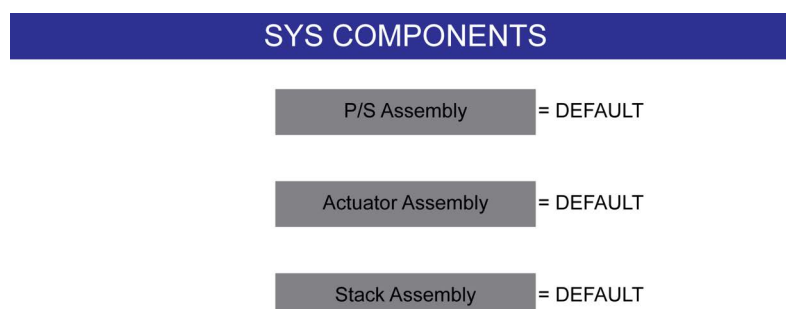 SYS COMPONENTS
P/S Assembly = DEFAULT
Actuator Assembly = DEFAULT
Stack Assembly = DEFAULT